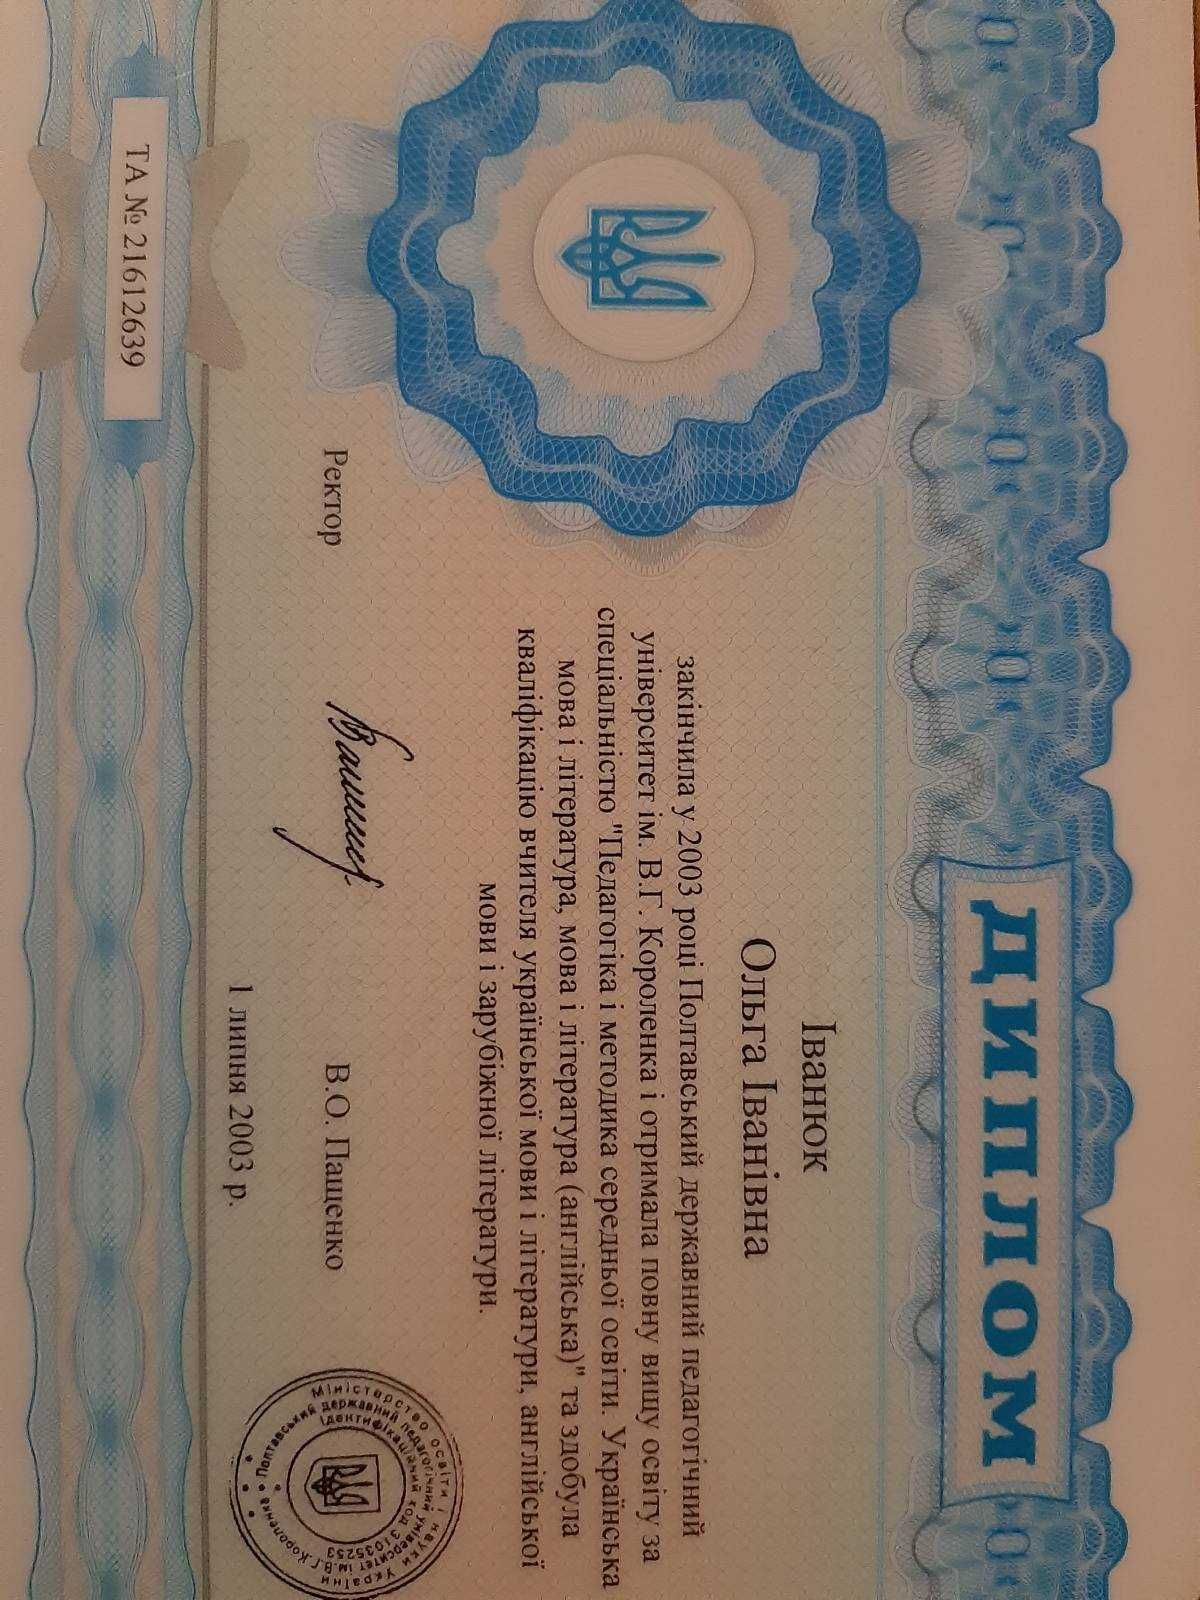 ДИПЛОМ
Іванюк
Ольга Іванівна
закінчила у 2003 році Полтавський державний педагогічний
університет ім. В.Г. Короленка і отримала повну вищу освіту за
спеціальністю "Педагогіка і методика середньої освіти. Українська
мова і література, мова і література (англійська)" та здобула
кваліфікацію вчителя української мови і літератури, англійської
мови і зарубіжної літератури.
Ректор
В.О. Пащенко
1 липня 2003 р.
ТА № 21612639
Міністерство освіти і науки України
Полтавський державний педагогічний університет ім. В.Г. Короленка
Ідентифікаційний код 31035253